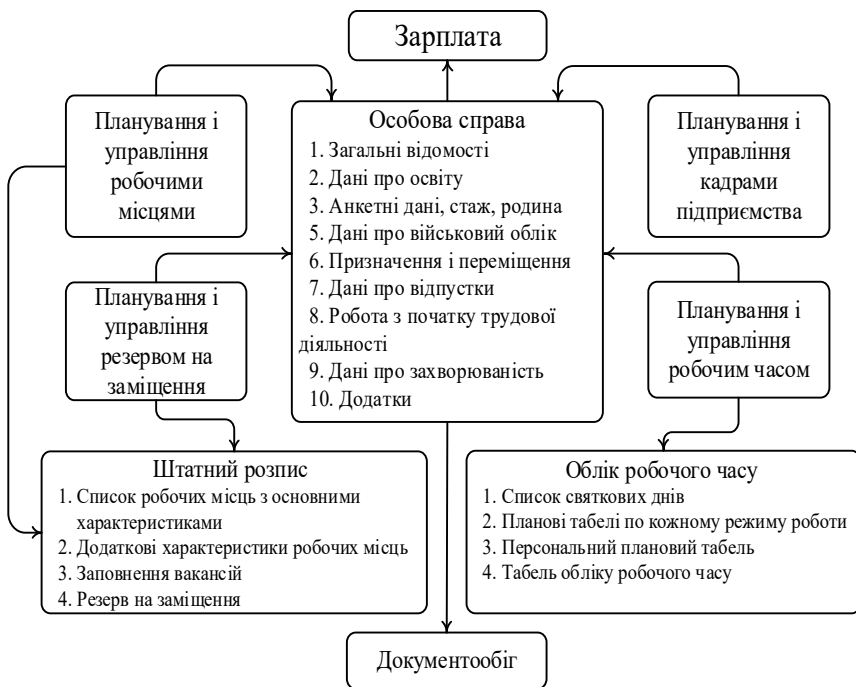 Зарплата
Планування і
управління
робочими
місцями
Особова справа
1. Загальні відомості
2. Дані про освіту
3. Анкетні дані, стаж, родина
5. Дані про військовий облік
6. Призначення і переміщення
7. Дані про відпустки
8. Робота з початку трудової
діяльності
9. Дані про захворюваність
10. Додатки
Планування і
управління
кадрами
підприємства
Планування і
управління
резервом на
заміщення
Планування і
управління
робочим часом
Штатний розпис
1. Список робочих місць з основними
характеристиками
2. Додаткові характеристики робочих місць
3. Заповнення вакансій
4. Резерв на заміщення
Облік робочого часу
1. Список святкових днів
2. Планові табелі по кожному режиму роботи
3. Персональний плановий табель
4. Табель обліку робочого часу
Документообіг